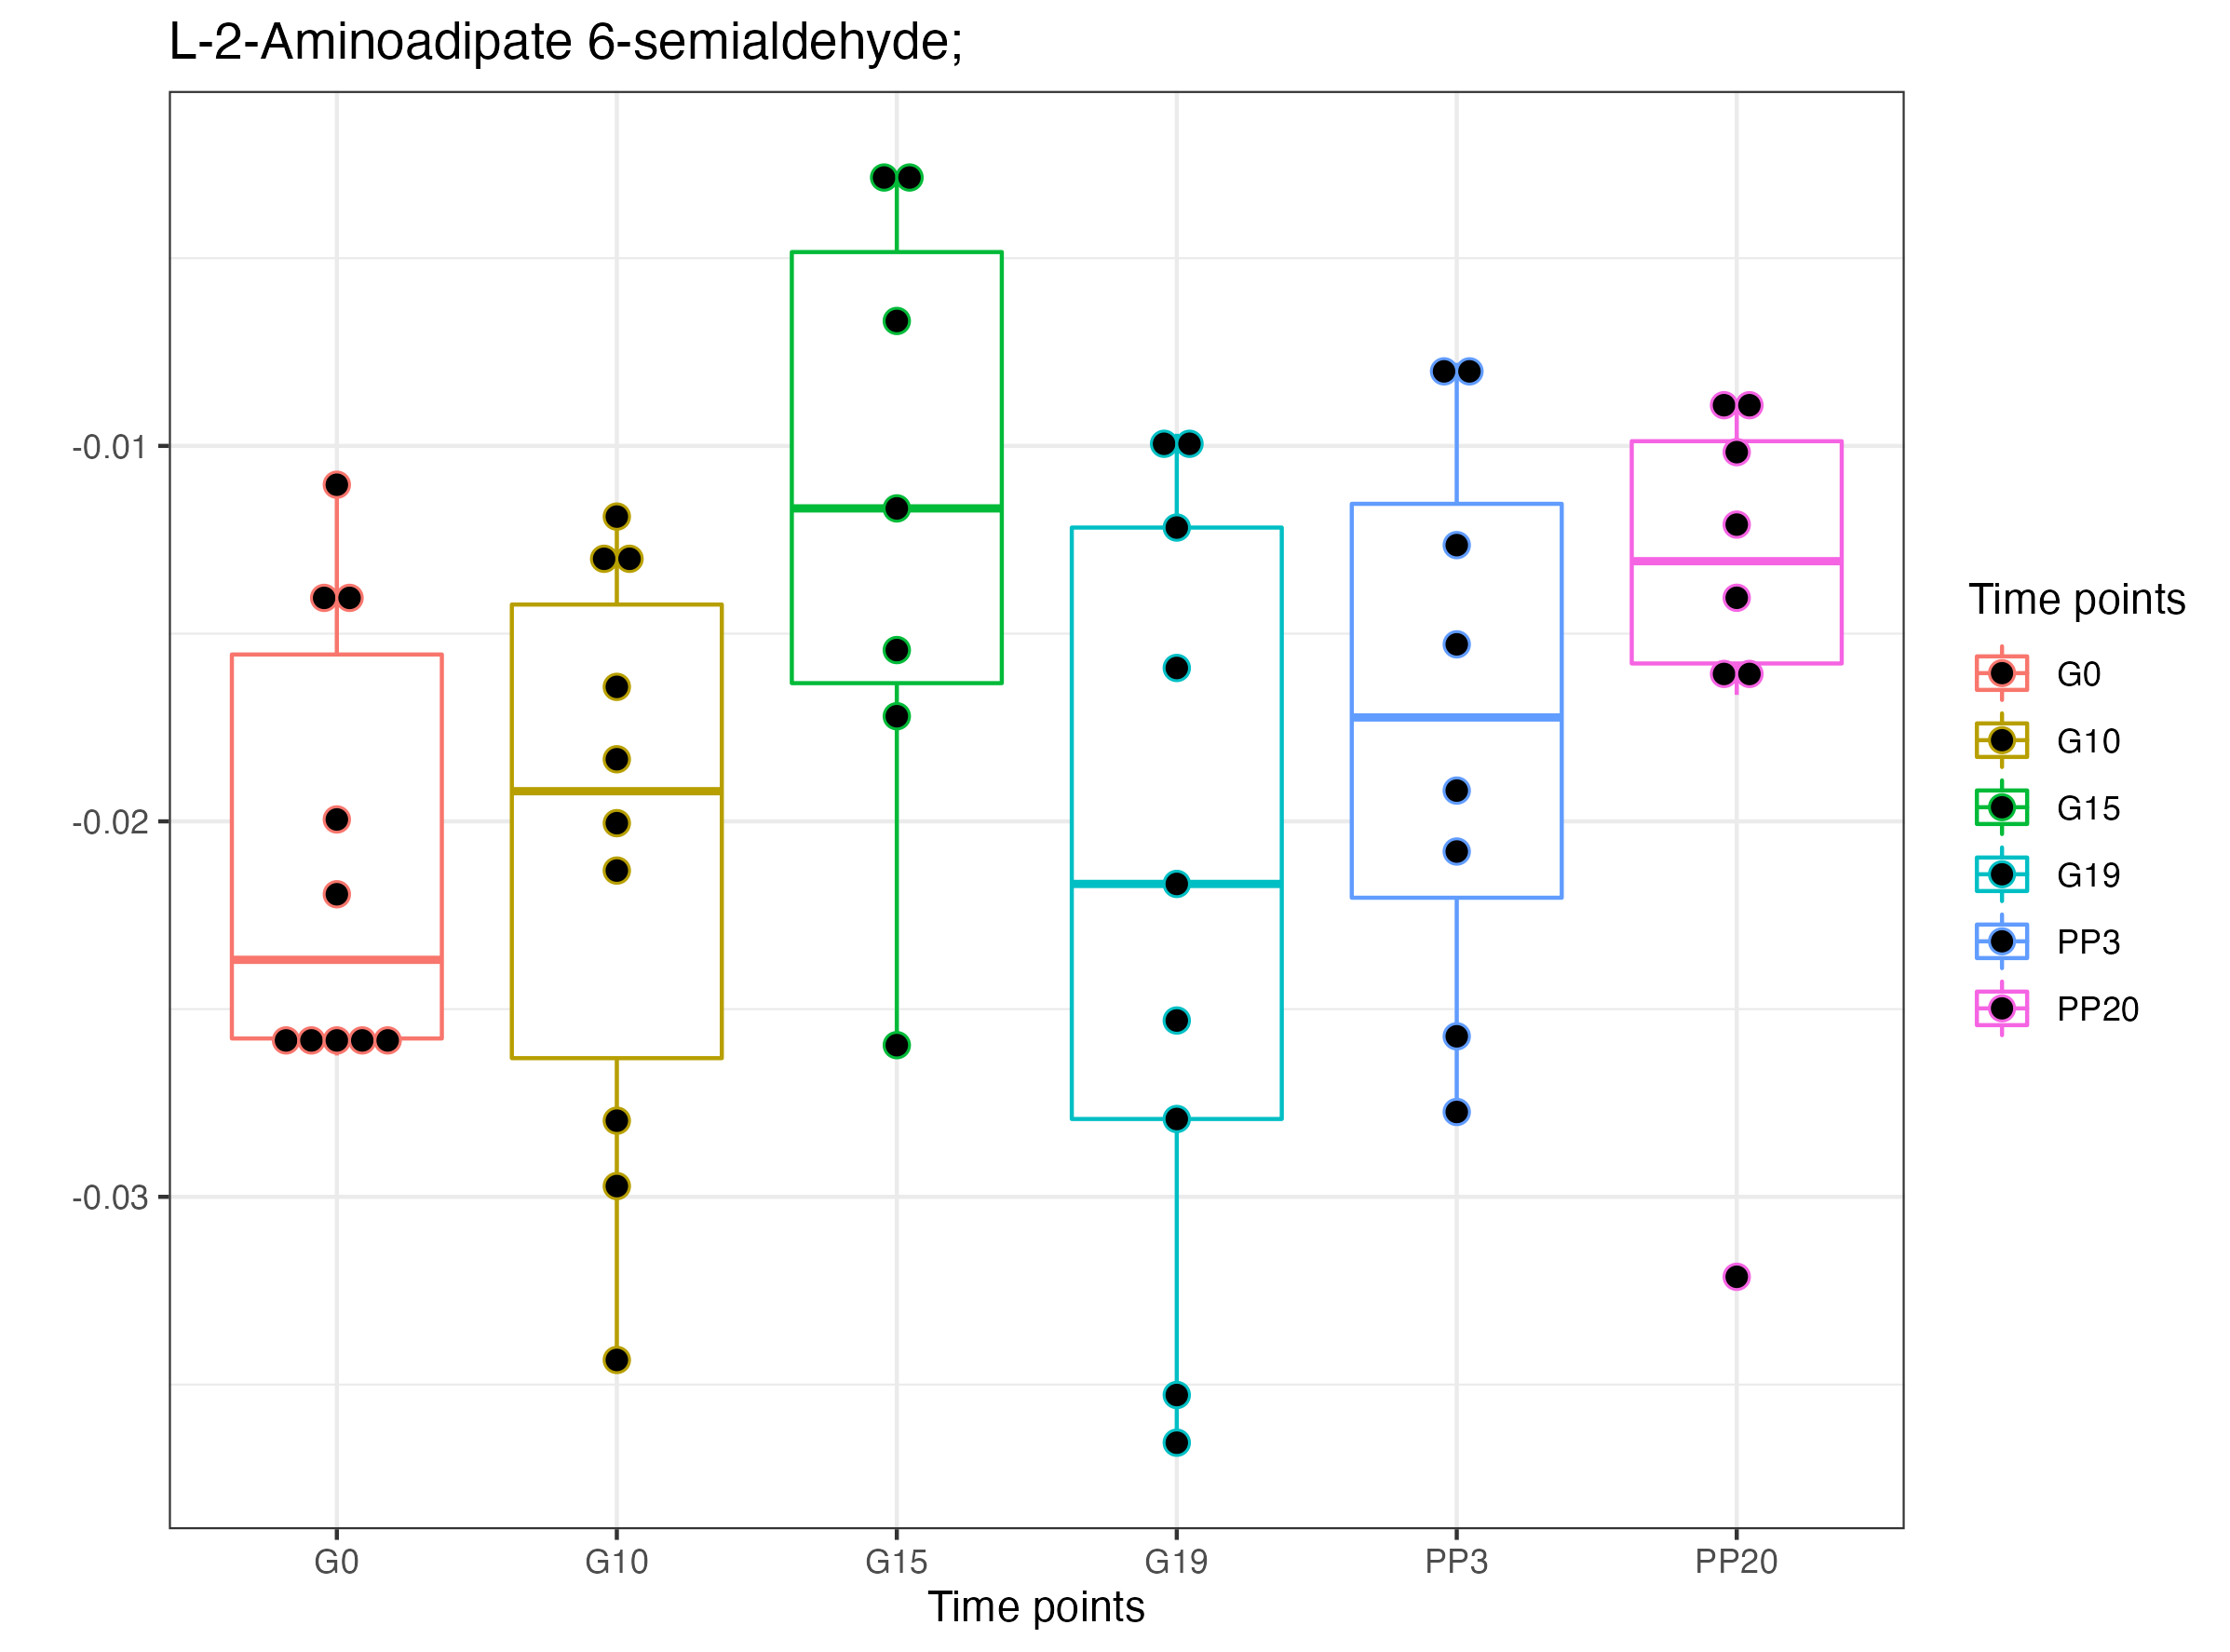 L-2-Aminoadipate 6-semialdehyde;
-0.01
-0.02
-0.03
G0
G10
G15
G19
PP3
PP20
Time points
Time points
G0
G10
G15
G19
PP3
PP20